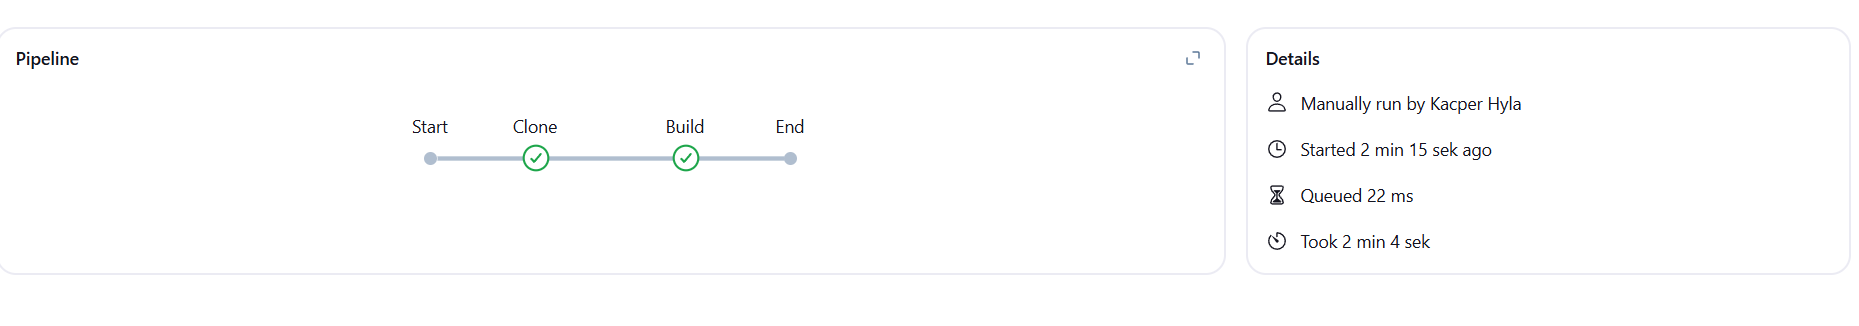 Pipeline
Start Clone Build End
Details
Manually run by Kacper Hyla
Started 2 min 15 sek ago
Queued 22 ms
Took 2 min 4 sek